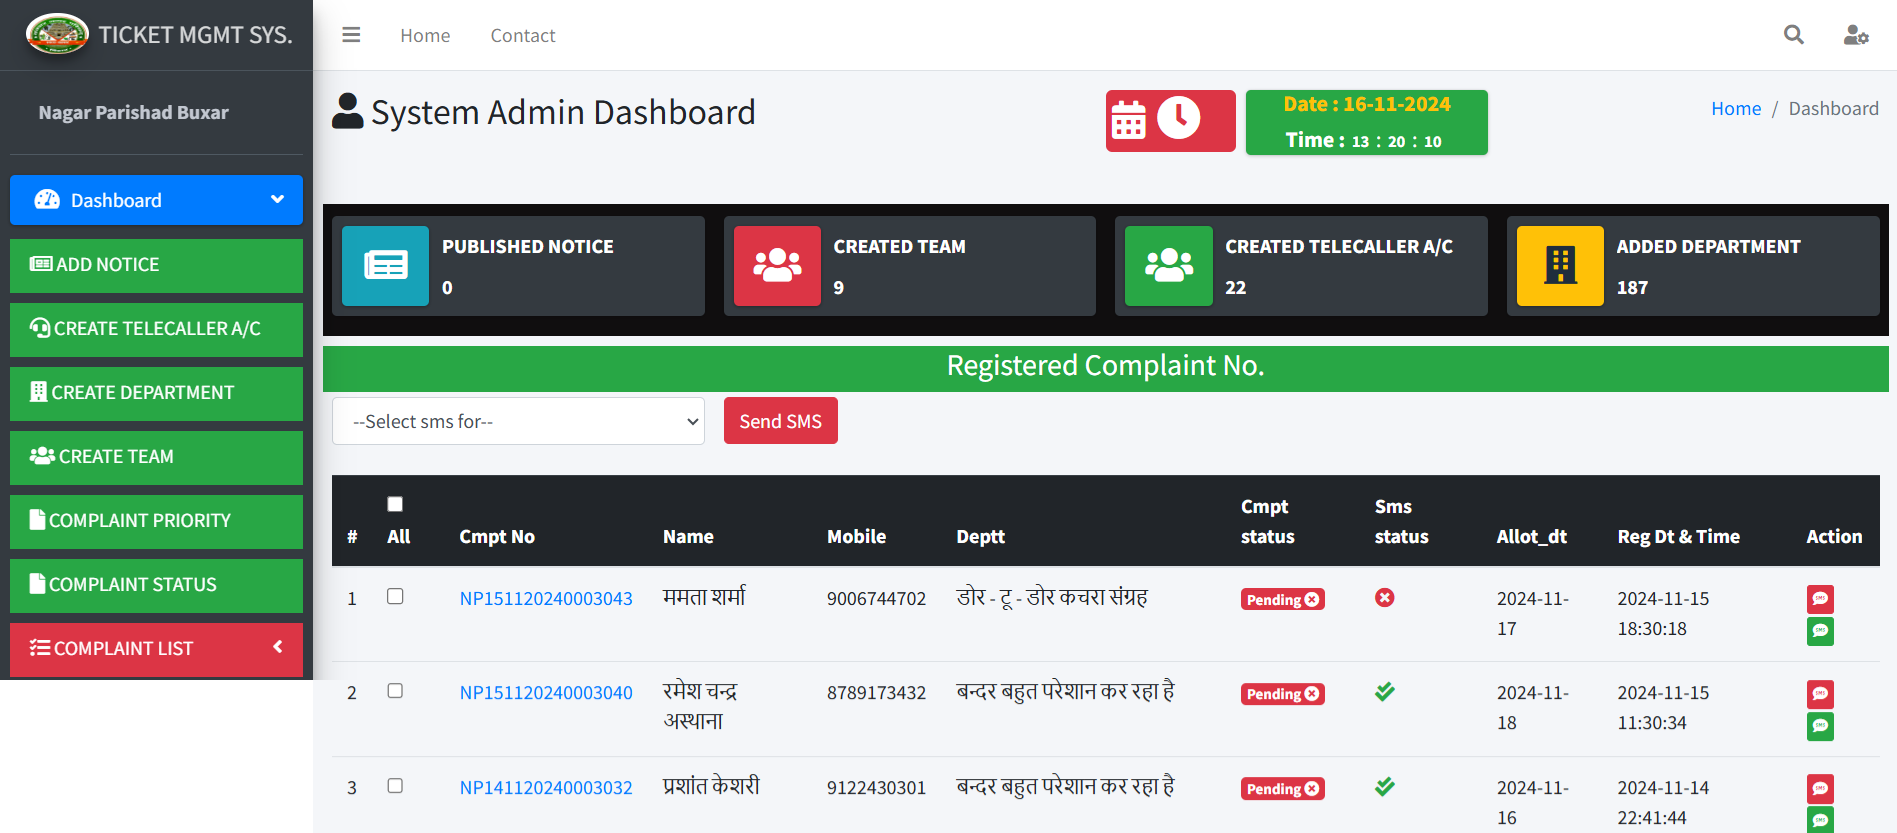 TICKET MGMT SYS.
Home
Contact
Nagar Parishad Buxar
Dashboard
ADD NOTICE
CREATE TELECALLER A/C
CREATE DEPARTMENT
CREATE TEAM
COMPLAINT PRIORITY
COMPLAINT STATUS
COMPLAINT LIST
System Admin Dashboard
Date : 16-11-2024
Time : 13 : 20 : 10
Home / Dashboard
PUBLISHED NOTICE
0
CREATED TEAM
9
CREATED TELECALLER A/C
22
ADDED DEPARTMENT
187
Registered Complaint No.
--Select sms for--
Send SMS
# All Cmpt No Name Mobile Deptt Cmpt status Sms status Allot_dt Reg Dt & Time Action
1 NP151120240003043 ममता शर्मा 9006744702 डोर - टू - डोर कचरा संग्रह Pending 2024-11-17 2024-11-15 18:30:18
2 NP151120240003040 रमेश चन्द्र अस्थाना 8789173432 बन्दर बहुत परेशान कर रहा है Pending 2024-11-18 2024-11-15 11:30:34
3 NP141120240003032 प्रशांत केशरी 9122430301 बन्दर बहुत परेशान कर रहा है Pending 2024-11-16 2024-11-14 22:41:44